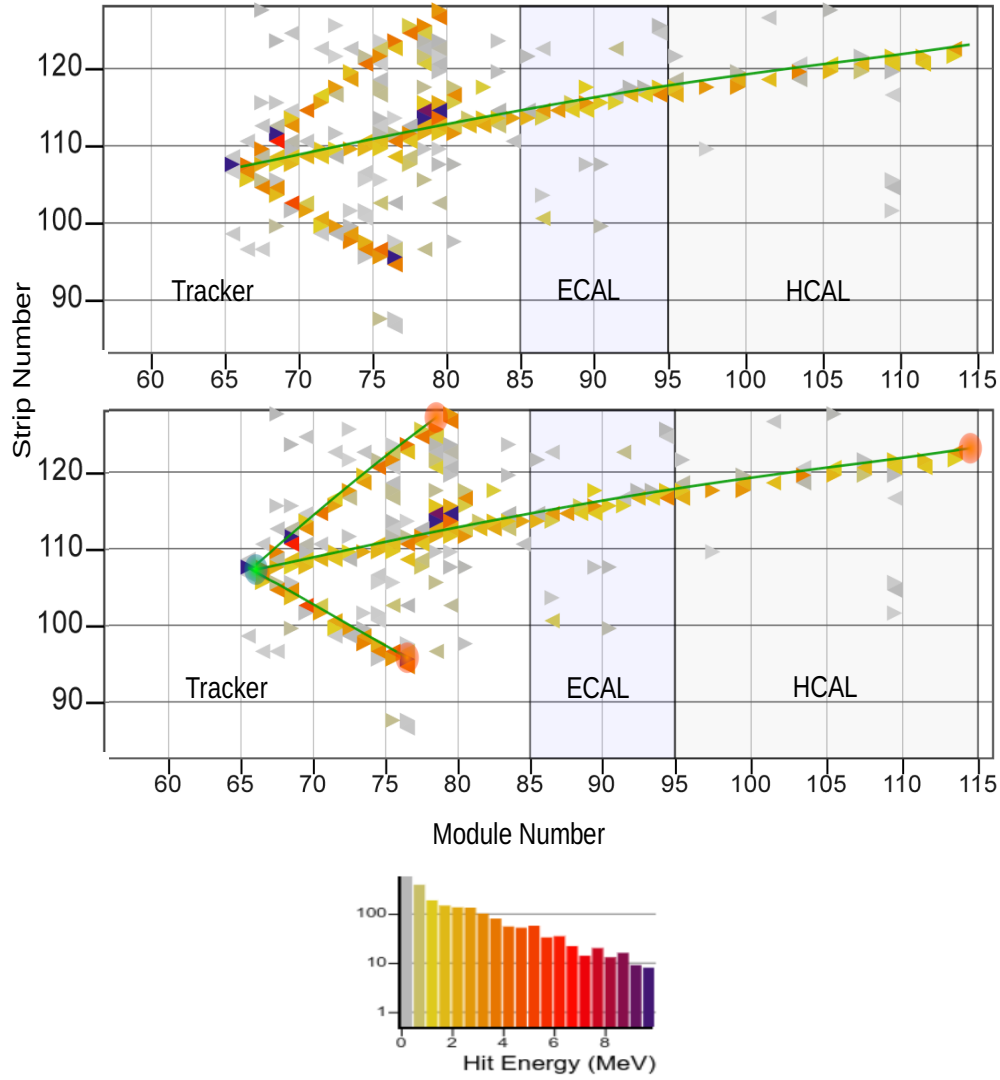 Strip Number
120
110
100
90
Tracker
ECAL
HCAL
60 65 70 75 80 85 90 95 100 105 110 115
120
110
100
90
Tracker
ECAL
HCAL
60 65 70 75 80 85 90 95 100 105 110 115
Module Number
100
10
1
0 2 4 6 8
Hit Energy (MeV)